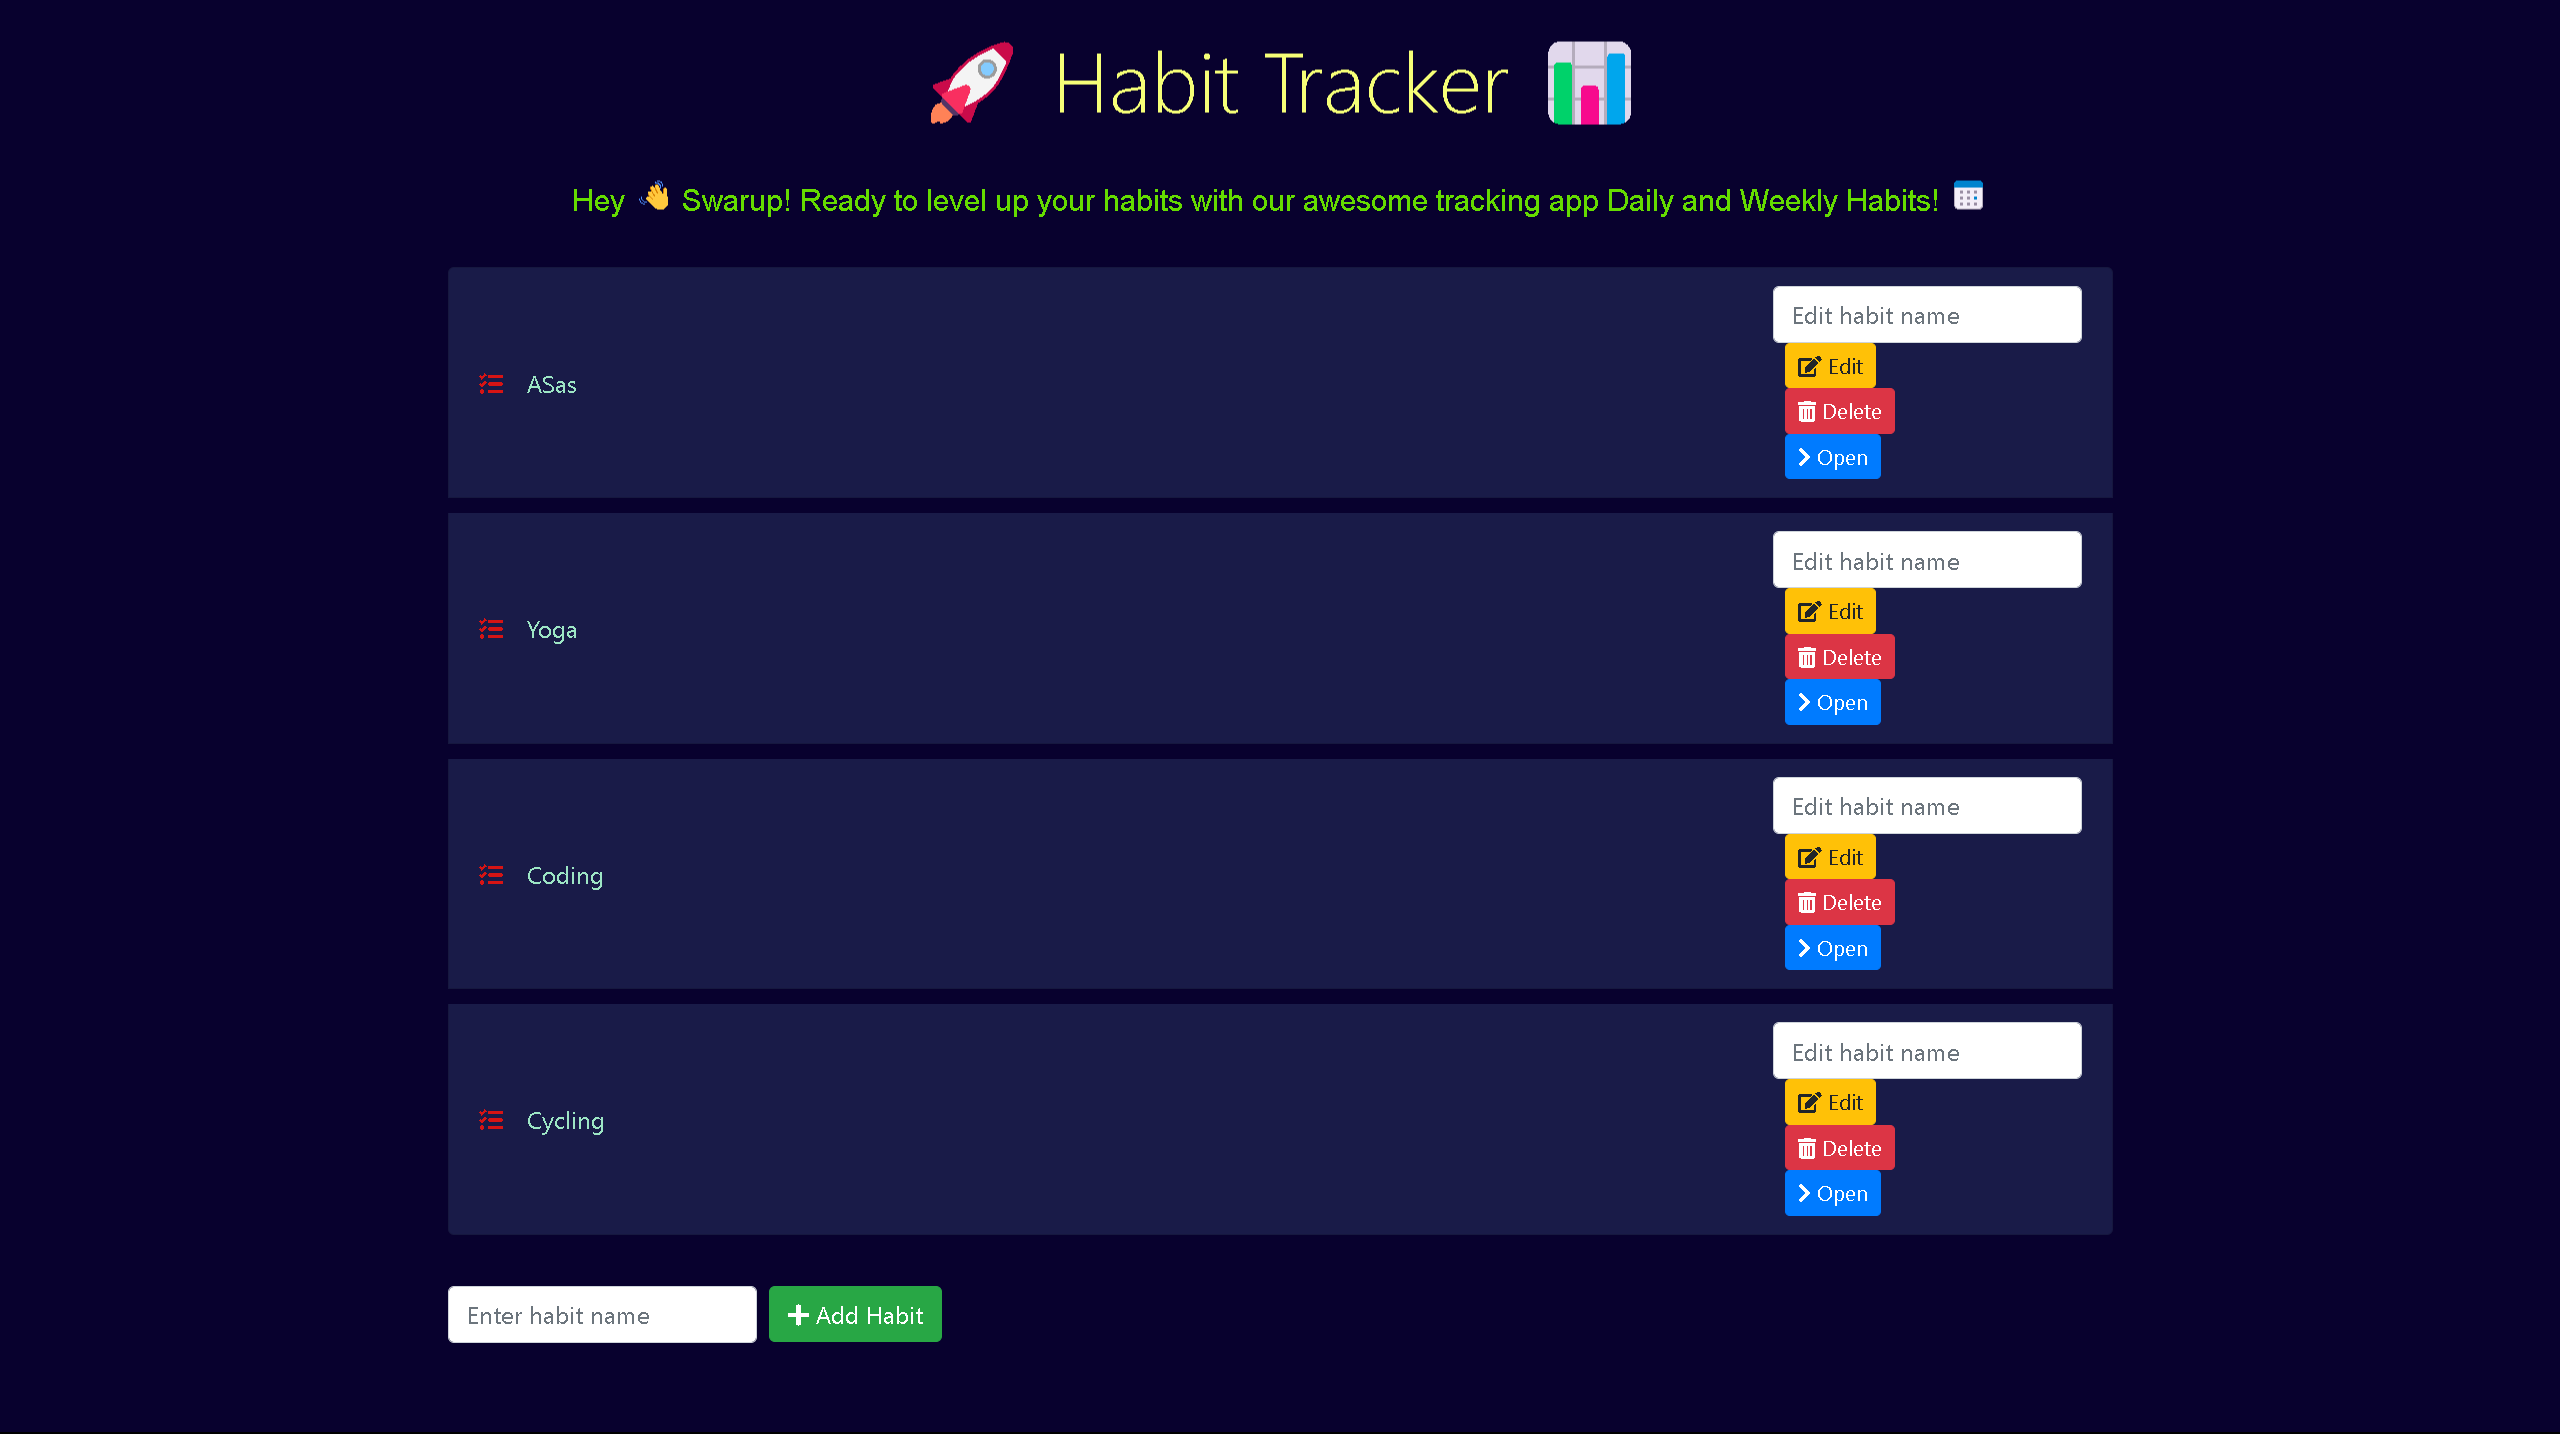 Habit Tracker
Hey 👋 Swarup! Ready to level up your habits with our awesome tracking app Daily and Weekly Habits!
ASas
Edit habit name
Edit
Delete
Open
Yoga
Edit habit name
Edit
Delete
Open
Coding
Edit habit name
Edit
Delete
Open
Cycling
Edit habit name
Edit
Delete
Open
Enter habit name
Add Habit